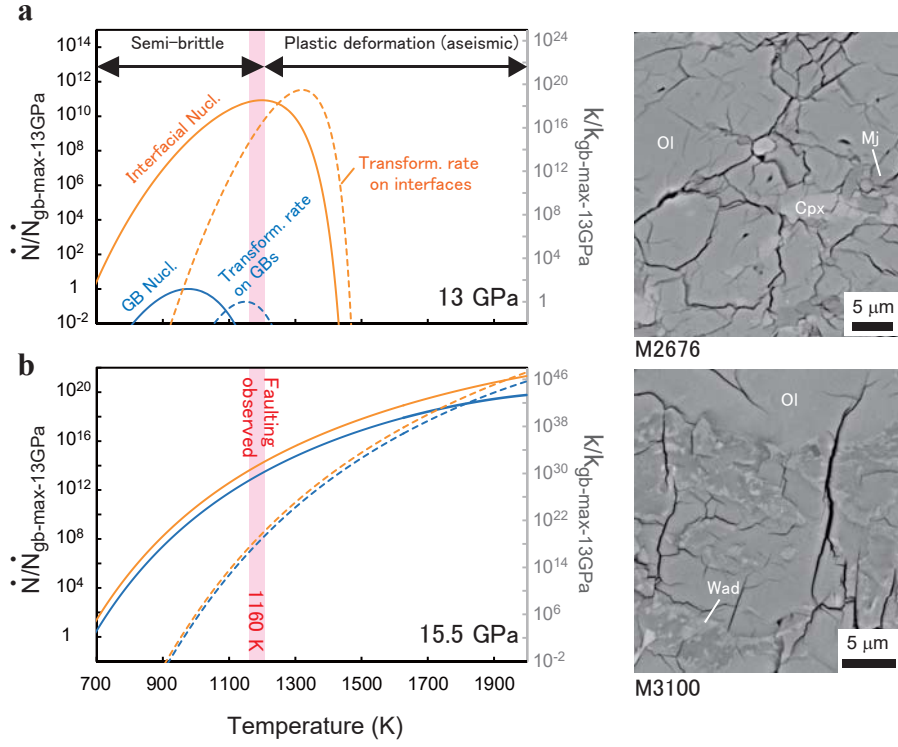 a
Semi-brittle
Plastic deformation (aseismic)
10^14
10^12
10^10
10^8
10^6
10^4
10^2
1
10^-2
Ṅ/Ṅgb-max-13GPa
10^24
10^20
10^18
10^16
10^14
10^12
10^10
10^8
1
k/kgb-max-13GPa
Interfacial Nucl.
GB Nucl.
Transform. rate
on GBs
Transform. rate
on interfaces
13 GPa
Ol
Mj
Cpx
5 µm
M2676
b
10^20
10^16
10^12
10^8
10^4
1
Ṅ/Ṅgb-max-13GPa
10^46
10^38
10^30
10^22
10^14
10^6
10^-2
k/kgb-max-13GPa
Faulting
observed
1160 K
15.5 GPa
700
900
1100
1300
1500
1700
1900
Temperature (K)
Ol
Wad
5 µm
M3100